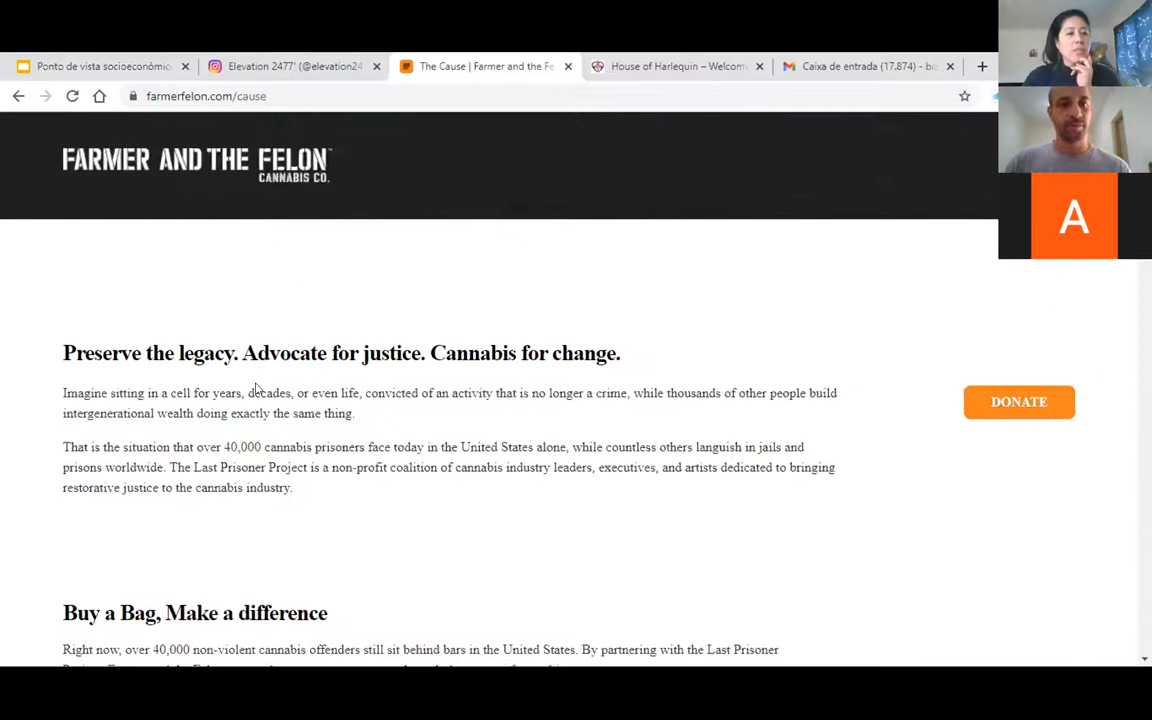 Ponto de vista socioeconômic
Elevation 2477' (@elevation24
The Cause | Farmer and the Fe
House of Harlequin – Welcom
Caixa de entrada (17.874) - bi
farmerfelon.com/cause
FARMER AND THE FELON™
CANNABIS CO.
A
Preserve the legacy. Advocate for justice. Cannabis for change.
Imagine sitting in a cell for years, decades, or even life, convicted of an activity that is no longer a crime, while thousands of other people build
intergenerational wealth doing exactly the same thing.
DONATE
That is the situation that over 40,000 cannabis prisoners face today in the United States alone, while countless others languish in jails and
prisons worldwide. The Last Prisoner Project is a non-profit coalition of cannabis industry leaders, executives, and artists dedicated to bringing
restorative justice to the cannabis industry.
Buy a Bag, Make a difference
Right now, over 40,000 non-violent cannabis offenders still sit behind bars in the United States. By partnering with the Last Prisoner